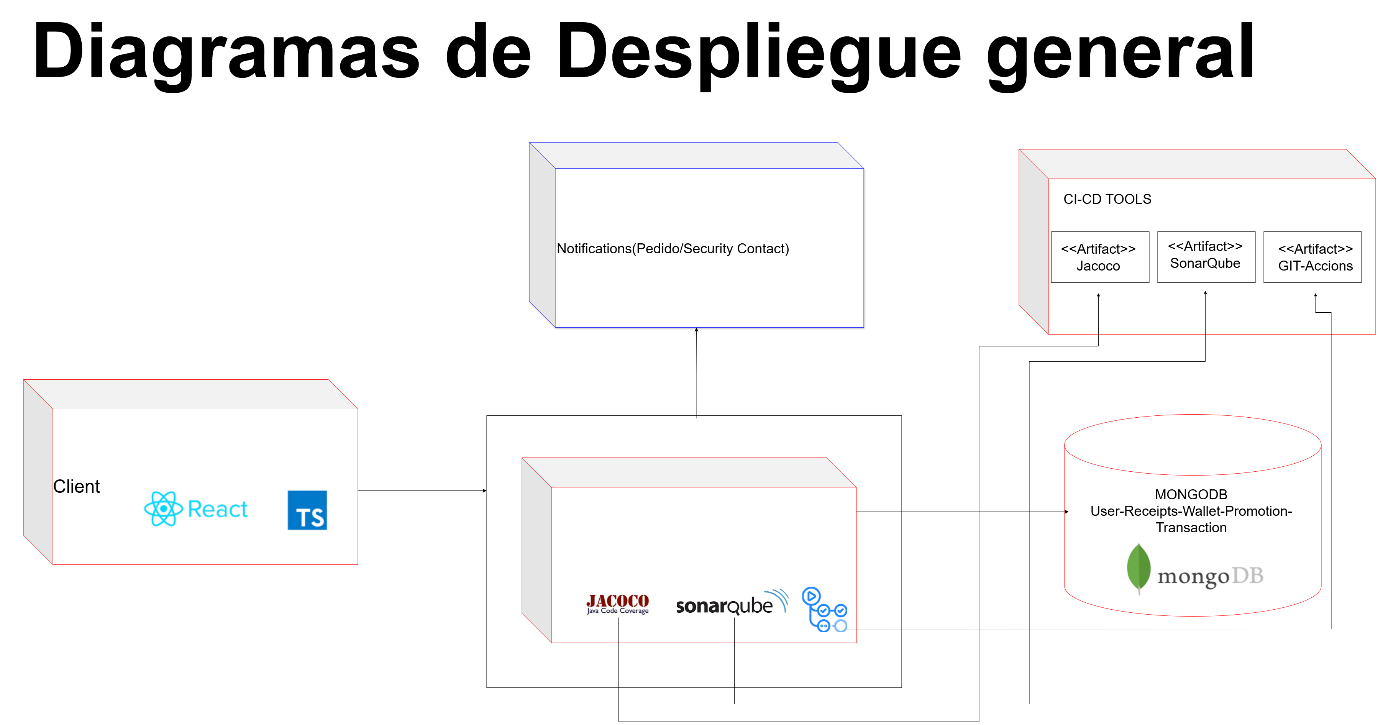 Diagramas de Despliegue general
Notifications(Pedido/Security Contact)
CI-CD TOOLS
<<Artifact>>
Jacoco
<<Artifact>>
SonarQube
<<Artifact>>
GIT-Accions
Client
React
TS
JACOCO
Java Code Coverage
sonarqube
MONGODB
User-Receipts-Wallet-Promotion-
Transaction
mongoDB